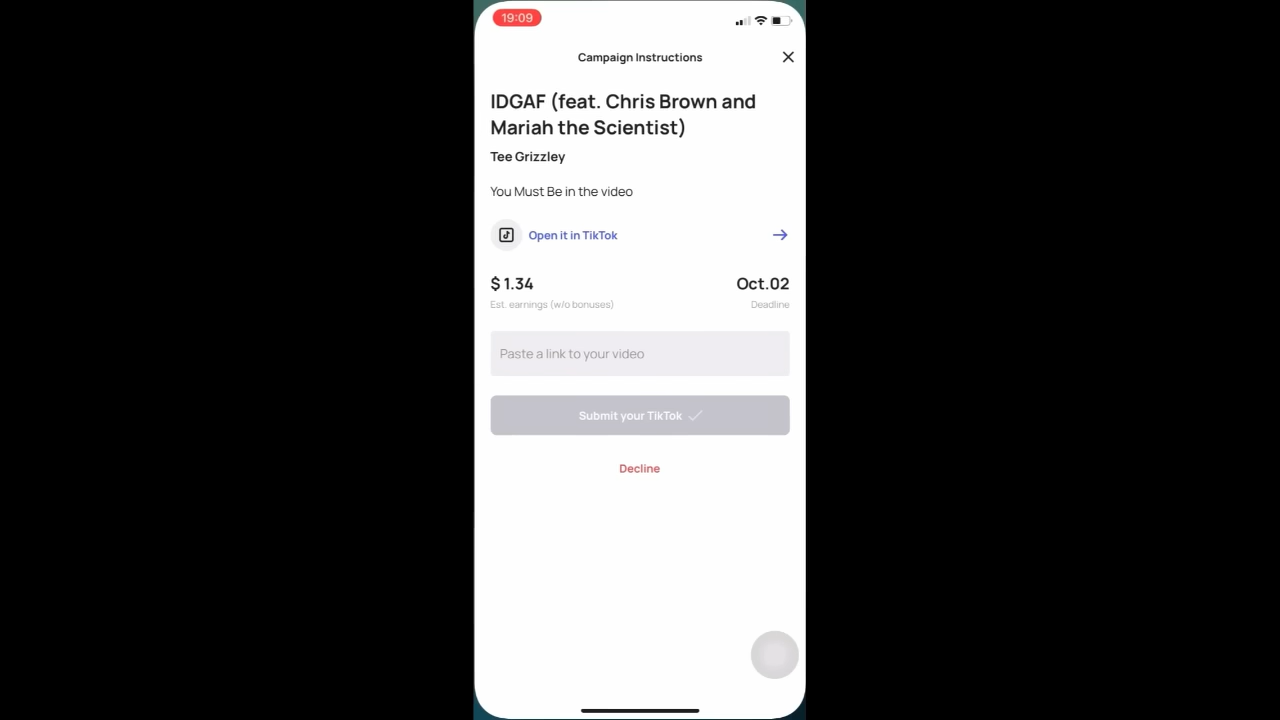 19:09
Campaign Instructions
IDGAF (feat. Chris Brown and
Mariah the Scientist)
Tee Grizzley
You Must Be in the video
Open it in TikTok
$ 1.34 Oct.02
Est. earnings (w/o bonuses) Deadline
Paste a link to your video
Submit your TikTok
Decline